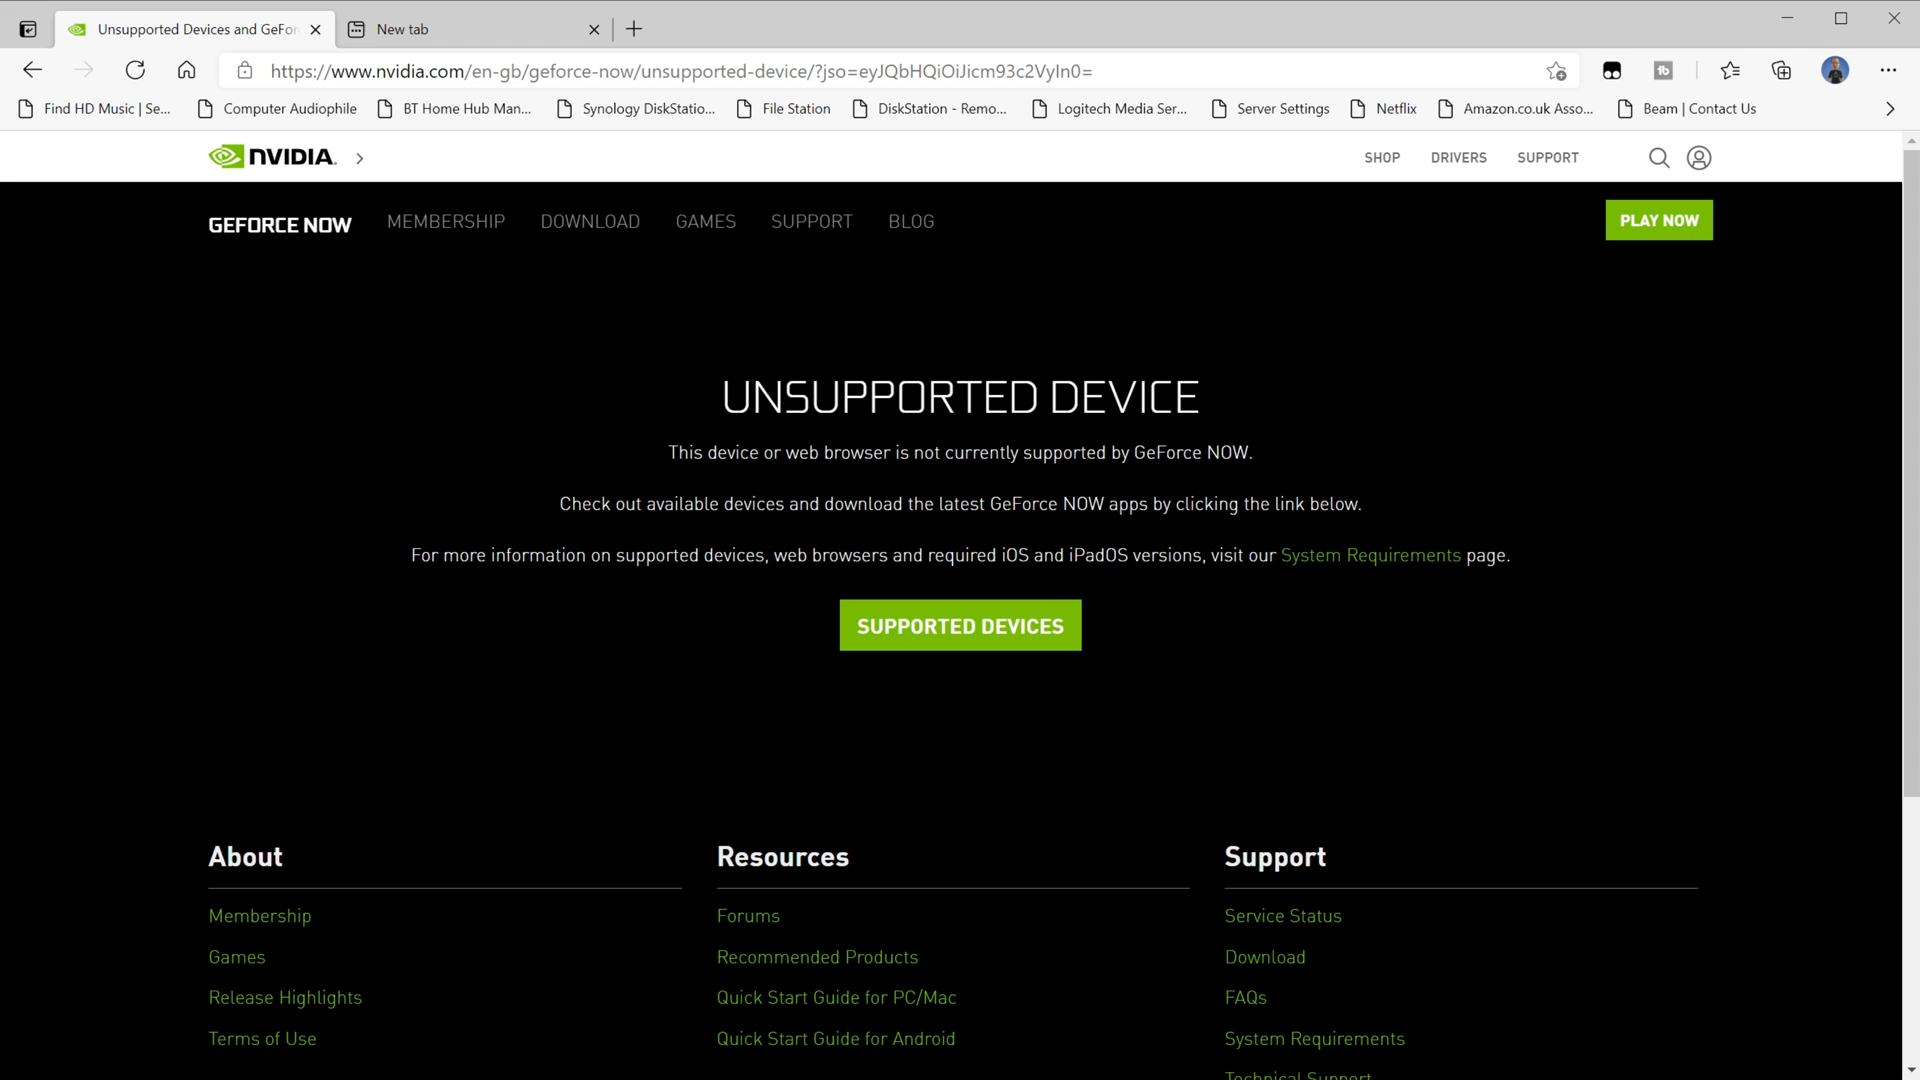 Unsupported Devices and GeFor
New tab
https://www.nvidia.com/en-gb/geforce-now/unsupported-device/?jso=eyJQbHQiOiJicm93c2VyIn0=
Find HD Music | Se... Computer Audiophile BT Home Hub Man... Synology DiskStatio... File Station DiskStation - Remo... Logitech Media Ser... Server Settings Netflix Amazon.co.uk Asso... Beam | Contact Us
NVIDIA. SHOP DRIVERS SUPPORT
GEFORCE NOW MEMBERSHIP DOWNLOAD GAMES SUPPORT BLOG PLAY NOW
UNSUPPORTED DEVICE
This device or web browser is not currently supported by GeForce NOW.
Check out available devices and download the latest GeForce NOW apps by clicking the link below.
For more information on supported devices, web browsers and required iOS and iPadOS versions, visit our System Requirements page.
SUPPORTED DEVICES
About
Membership
Games
Release Highlights
Terms of Use
Resources
Forums
Recommended Products
Quick Start Guide for PC/Mac
Quick Start Guide for Android
Support
Service Status
Download
FAQs
System Requirements
Technical Support